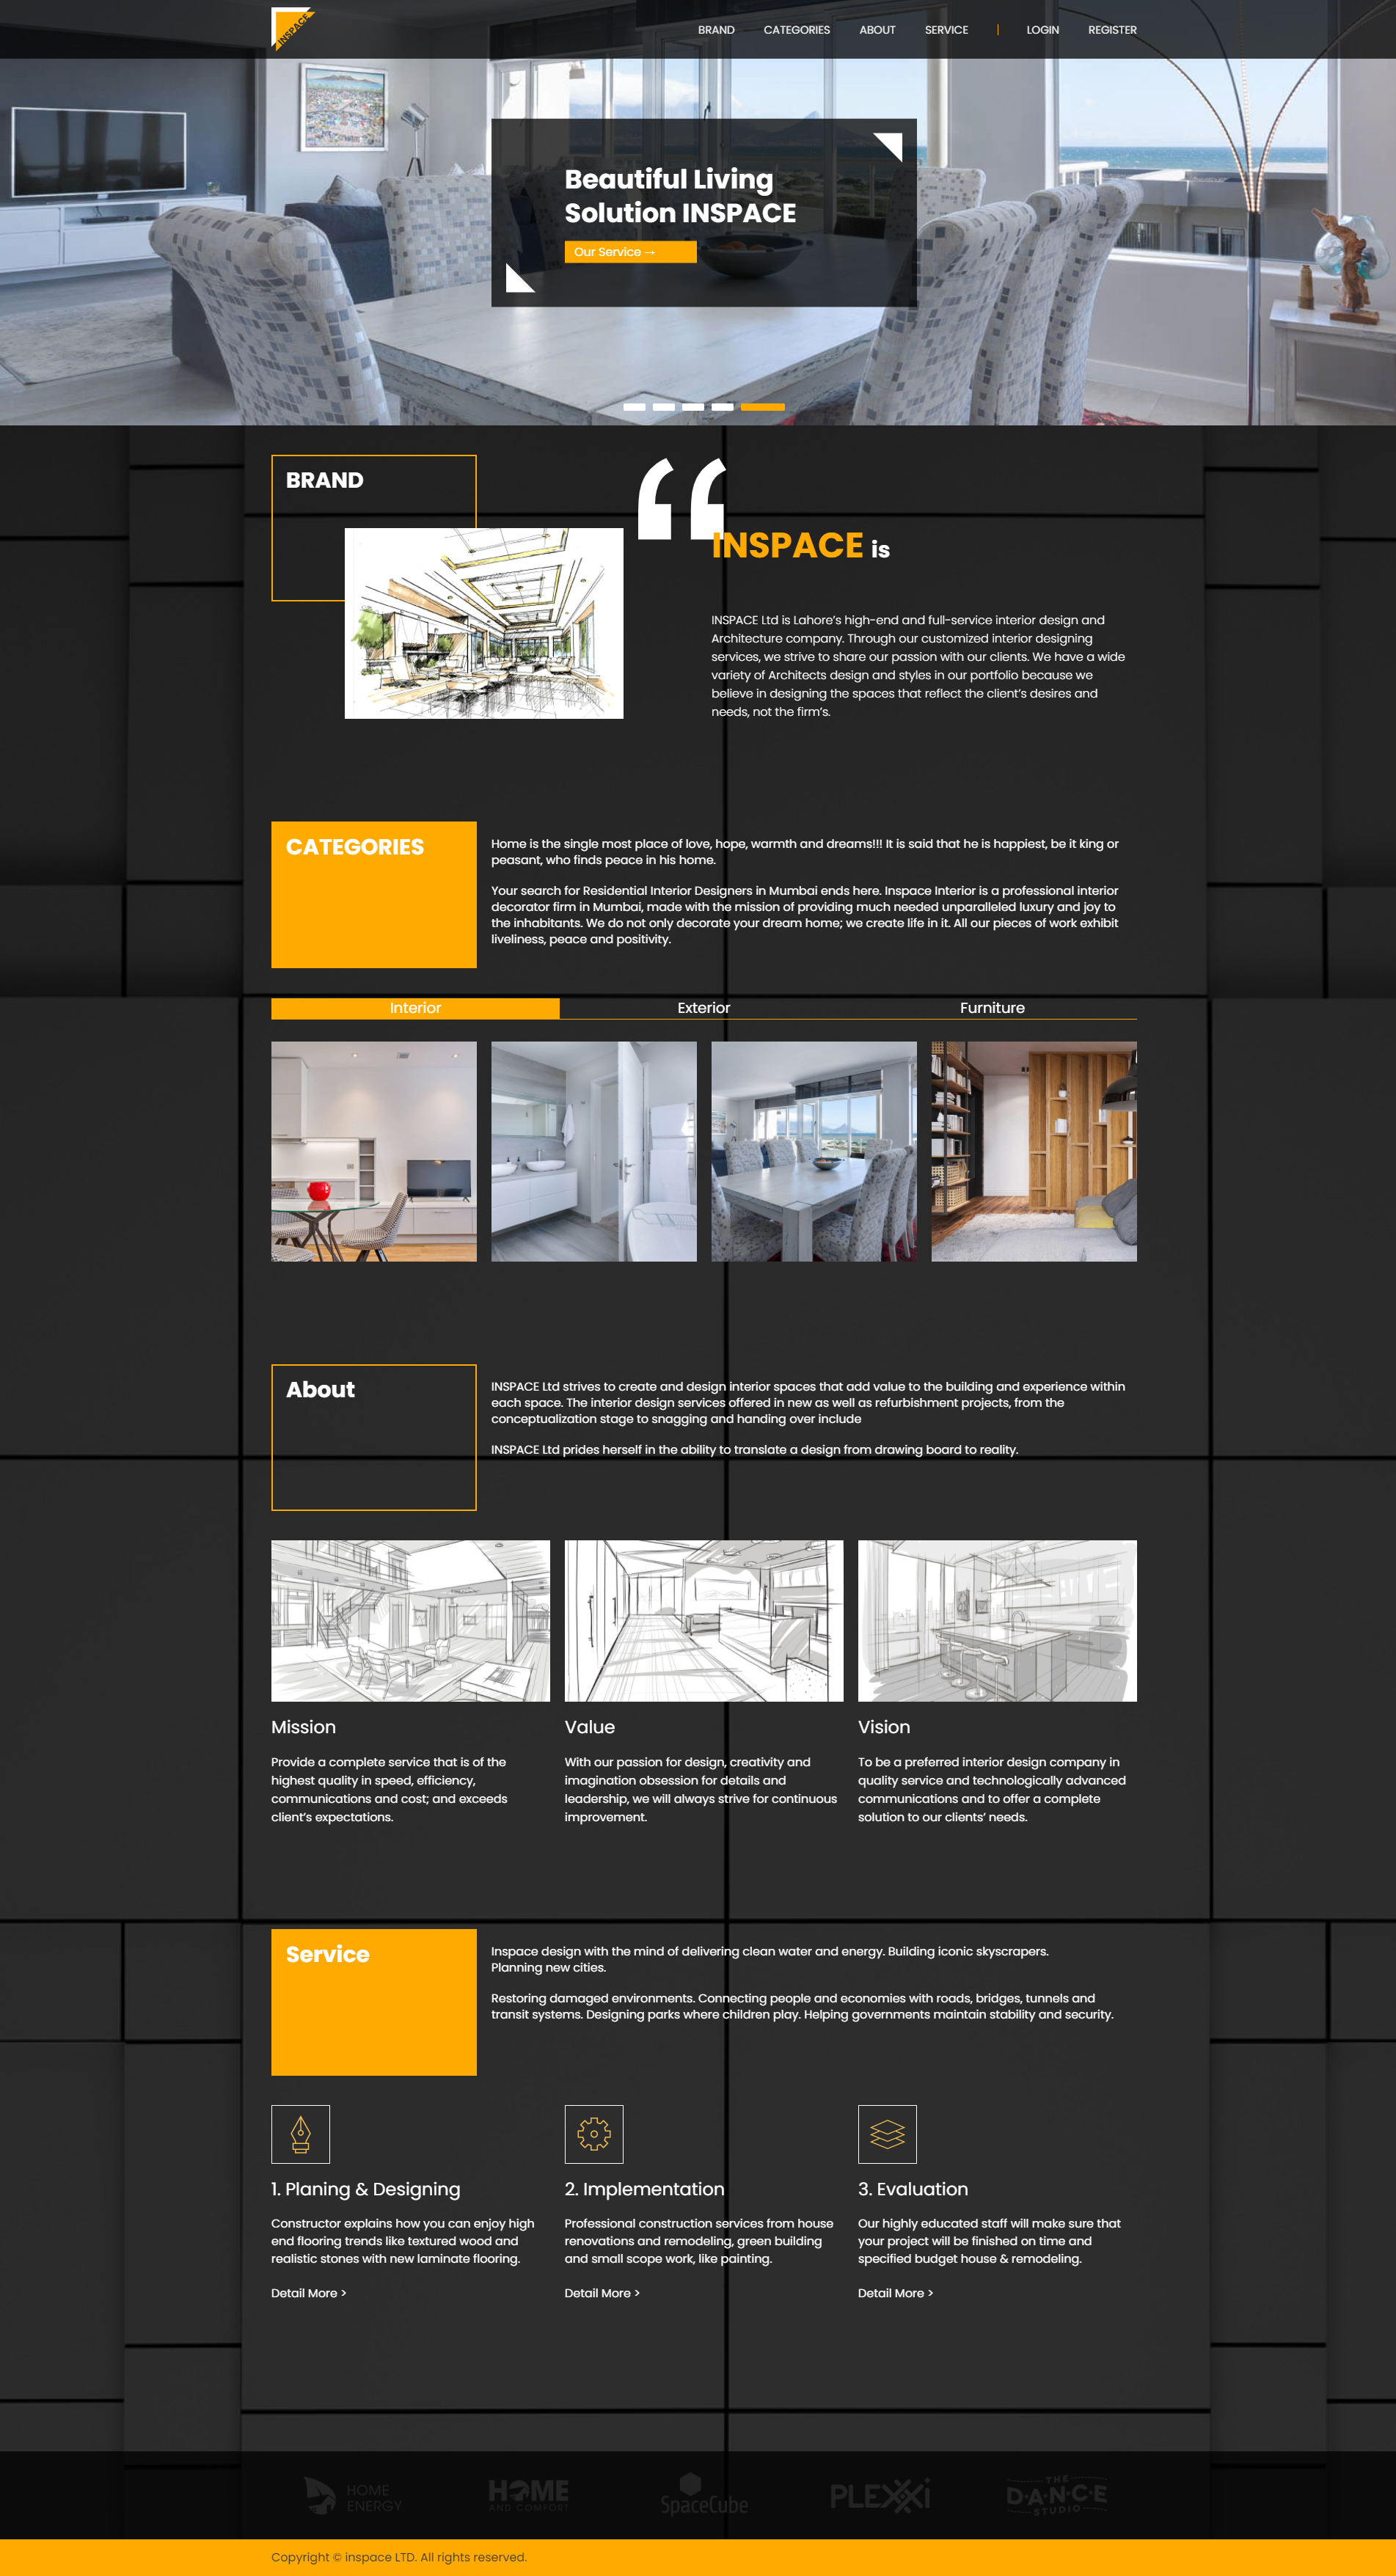 INSPACE
BRAND
CATEGORIES
ABOUT
SERVICE
LOGIN
REGISTER
Beautiful Living
Solution INSPACE
Our Service →
BRAND
“
INSPACE is
INSPACE Ltd is Lahore’s high-end and full-service interior design and
Architecture company. Through our customized interior designing
services, we strive to share our passion with our clients. We have a wide
variety of Architects design and styles in our portfolio because we
believe in designing the spaces that reflect the client’s desires and
needs, not the firm’s.
CATEGORIES
Home is the single most place of love, hope, warmth and dreams!!! It is said that he is happiest, be it king or
peasant, who finds peace in his home.
Your search for Residential Interior Designers in Mumbai ends here. Inspace Interior is a professional interior
decorator firm in Mumbai, made with the mission of providing much needed unparalleled luxury and joy to
the inhabitants. We do not only decorate your dream home; we create life in it. All our pieces of work exhibit
liveliness, peace and positivity.
Interior
Exterior
Furniture
About
INSPACE Ltd strives to create and design interior spaces that add value to the building and experience within
each space. The interior design services offered in new as well as refurbishment projects, from the
conceptualization stage to snagging and handing over include
INSPACE Ltd prides herself in the ability to translate a design from drawing board to reality.
Mission
Provide a complete service that is of the
highest quality in speed, efficiency,
communications and cost; and exceeds
client’s expectations.
Value
With our passion for design, creativity and
imagination obsession for details and
leadership, we will always strive for continuous
improvement.
Vision
To be a preferred interior design company in
quality service and technologically advanced
communications and to offer a complete
solution to our clients’ needs.
Service
Inspace design with the mind of delivering clean water and energy. Building iconic skyscrapers.
Planning new cities.
Restoring damaged environments. Connecting people and economies with roads, bridges, tunnels and
transit systems. Designing parks where children play. Helping governments maintain stability and security.
1. Planing & Designing
Constructor explains how you can enjoy high
end flooring trends like textured wood and
realistic stones with new laminate flooring.
Detail More >
2. Implementation
Professional construction services from house
renovations and remodeling, green building
and small scope work, like painting.
Detail More >
3. Evaluation
Our highly educated staff will make sure that
your project will be finished on time and
specified budget house & remodeling.
Detail More >
HOME
ENERGY
HOME
AND COMFORT
SpaceCube
PLEXXi
THE
D·A·N·C·E
STUDIO
Copyright © inspace LTD. All rights reserved.